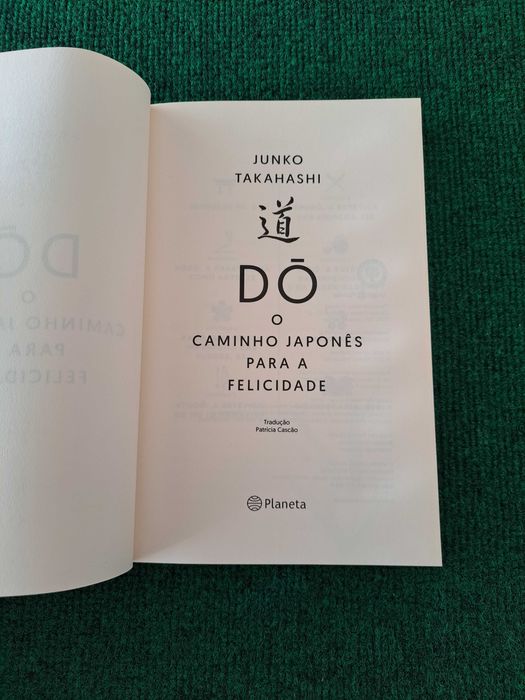 JUNKO
TAKAHASHI
道
DŌ
O
CAMINHO JAPONÊS
PARA A
FELICIDADE
Tradução
Patrícia Cascão
Planeta